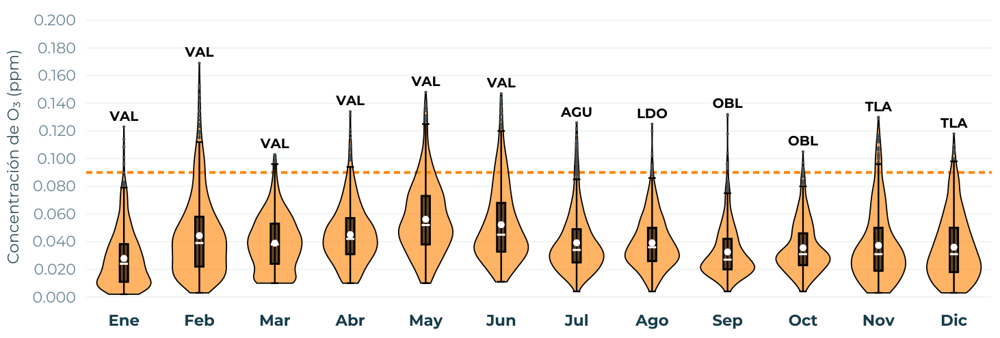 Concentración de O₃ (ppm)
0.200
0.180
0.160
0.140
0.120
0.100
0.080
0.060
0.040
0.020
0.000
VAL
VAL
VAL
VAL
VAL
VAL
AGU
LDO
OBL
OBL
TLA
TLA
Ene Feb Mar Abr May Jun Jul Ago Sep Oct Nov Dic